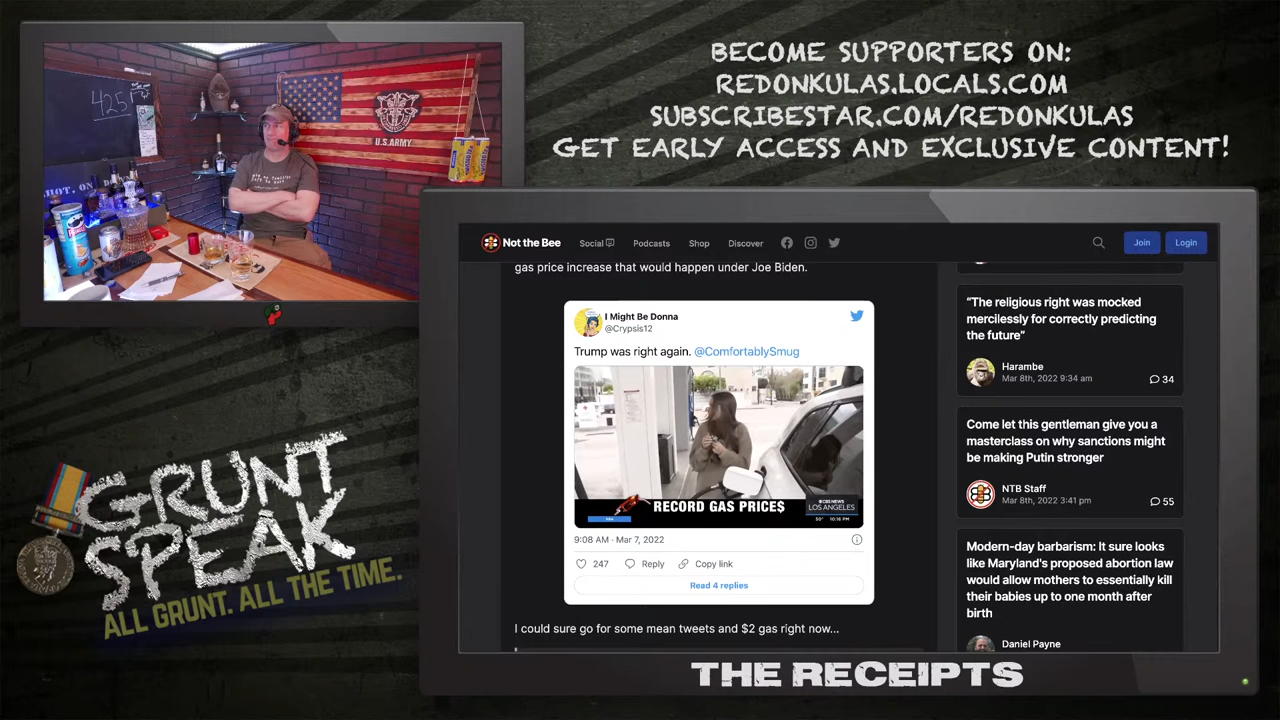 BECOME SUPPORTERS ON:
REDONKULAS.LOCALS.COM
SUBSCRIBESTAR.COM/REDONKULAS
GET EARLY ACCESS AND EXCLUSIVE CONTENT!
425
U.S.ARMY
Not the Bee
Social
Podcasts
Shop
Discover
Join
Login
gas price increase that would happen under Joe Biden.
I Might Be Donna
@Crypsis12
Trump was right again. @ComfortablySmug
RECORD GAS PRICE$
CBS NEWS
LOS ANGELES
50° 10:16 PM
9:08 AM · Mar 7, 2022
247
Reply
Copy link
Read 4 replies
I could sure go for some mean tweets and $2 gas right now...
“The religious right was mocked
mercilessly for correctly predicting
the future”
Harambe
Mar 8th, 2022 9:34 am
34
Come let this gentleman give you a
masterclass on why sanctions might
be making Putin stronger
NTB Staff
Mar 8th, 2022 3:41 pm
55
Modern-day barbarism: It sure looks
like Maryland's proposed abortion law
would allow mothers to essentially kill
their babies up to one month after
birth
Daniel Payne
GRUNT
SPEAK
ALL GRUNT. ALL THE TIME.
THE RECEIPTS